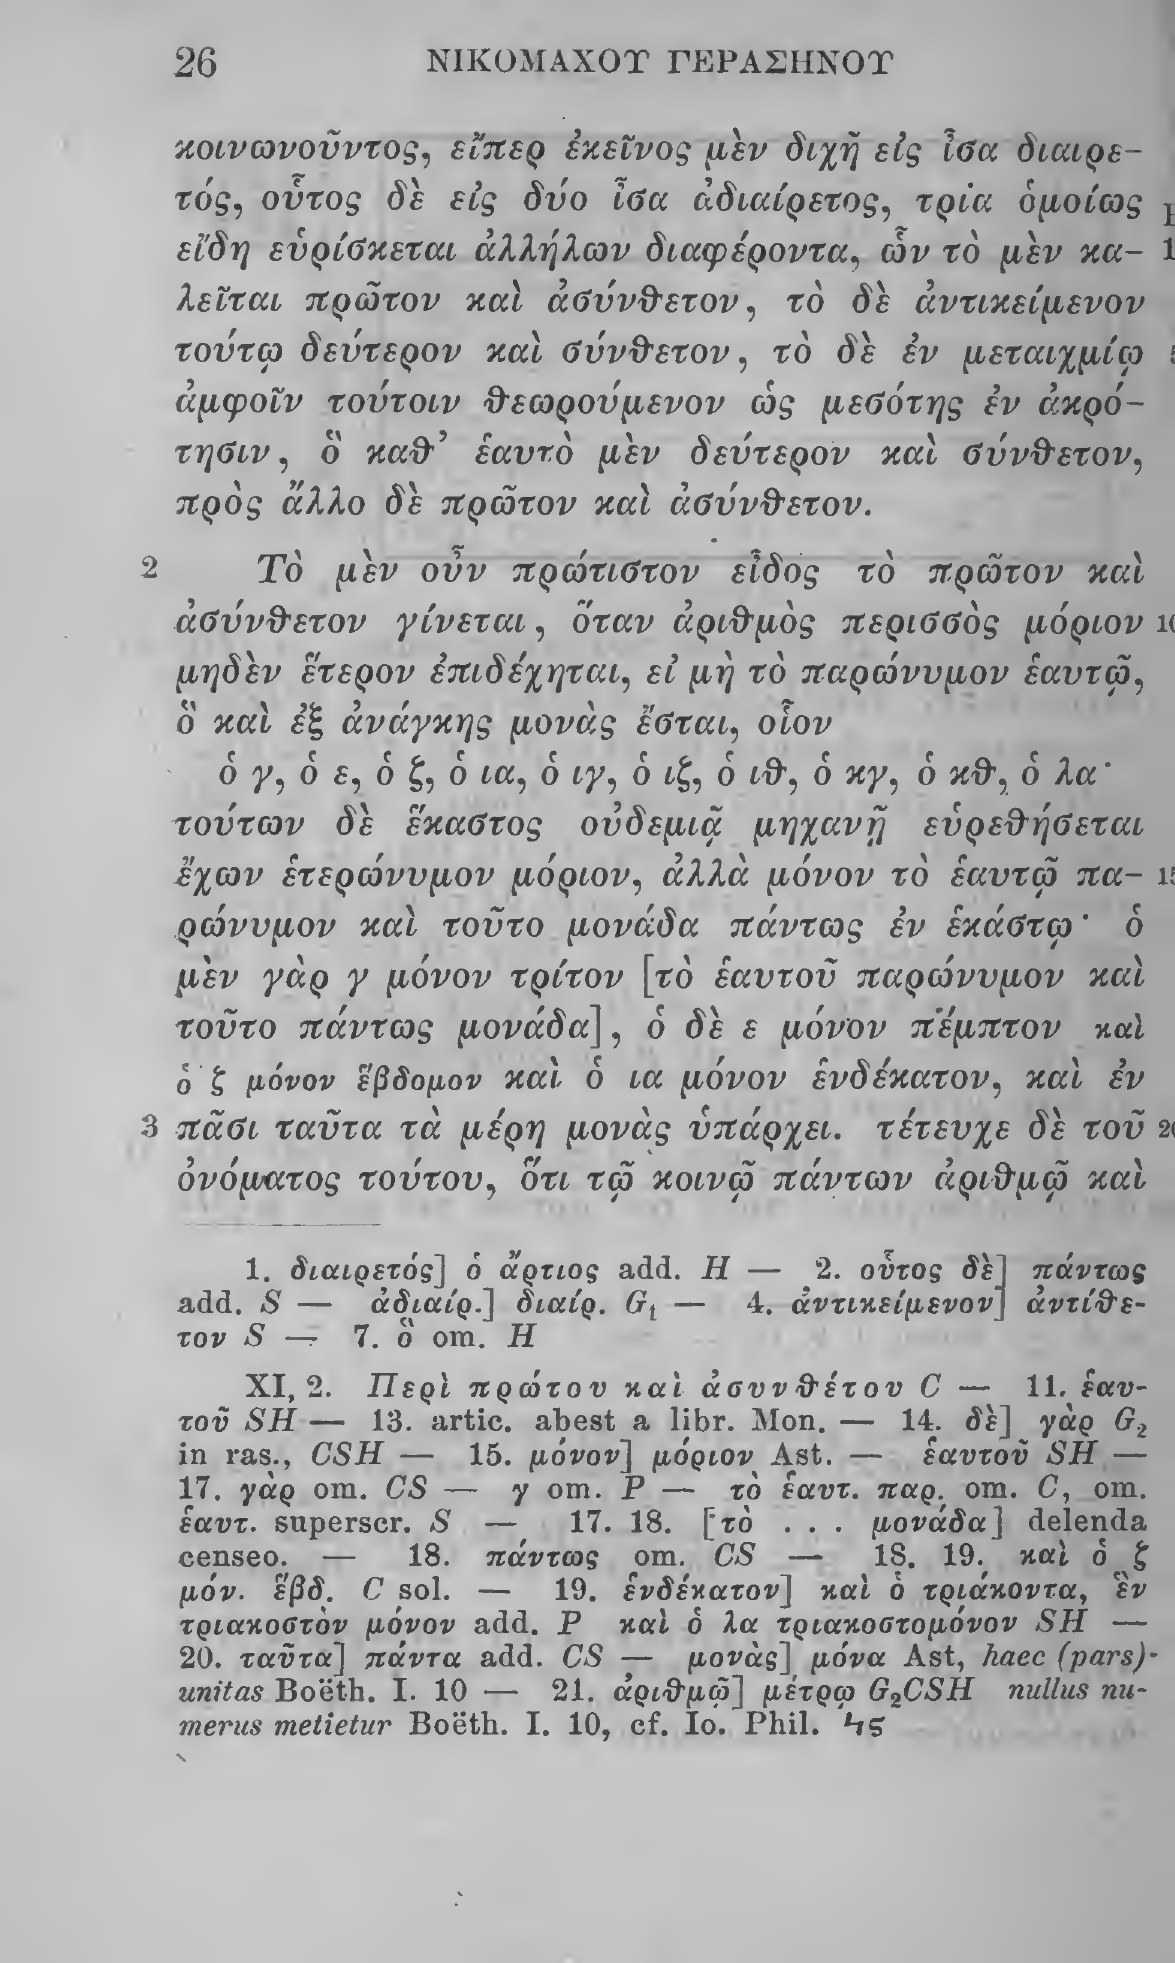 26 ΝΙΚΟΜΑΧΟΥ ΓΕΡΑΣΗΝΟΥ
κοινωνοῦντος, εἴπερ ἐκεῖνος μὲν διχῆ εἰς ἶσα διαιρε-
τός, οὗτος δὲ εἰς δύο ἶσα ἀδιαίρετος, τρία ὁμοίως
εἴδη εὑρίσκεται ἀλλήλων διαφέροντα, ὧν τὸ μὲν κα-
λεῖται πρῶτον καὶ ἀσύνθετον, τὸ δὲ ἀντικείμενον
τούτῳ δεύτερον καὶ σύνθετον, τὸ δὲ ἐν μεταιχμίῳ
ἀμφοῖν τούτοιν θεωρούμενον ὡς μεσότης ἐν ἀκρό-
τησιν, ὃ καθ' ἑαυτὸ μὲν δεύτερον καὶ σύνθετον,
πρὸς ἄλλο δὲ πρῶτον καὶ ἀσύνθετον.
2 Τὸ μὲν οὖν πρώτιστον εἶδος τὸ πρῶτον καὶ
ἀσύνθετον γίνεται, ὅταν ἀριθμὸς περισσὸς μόριον
μηδὲν ἕτερον ἐπιδέχηται, εἰ μὴ τὸ παρώνυμον ἑαυτῷ,
ὃ καὶ ἐξ ἀνάγκης μονὰς ἔσται, οἷον
ὁ γ, ὁ ε, ὁ ζ, ὁ ια, ὁ ιγ, ὁ ιζ, ὁ ιθ, ὁ κγ, ὁ κθ, ὁ λα·
τούτων δὲ ἕκαστος οὐδεμιᾷ μηχανῇ εὑρεθήσεται
ἔχων ἑτερώνυμον μόριον, ἀλλὰ μόνον τὸ ἑαυτῷ πα-
ρώνυμον καὶ τοῦτο μονάδα πάντως ἐν ἑκάστῳ· ὁ
μὲν γὰρ γ μόνον τρίτον [τὸ ἑαυτοῦ παρώνυμον καὶ
τοῦτο πάντως μονάδα], ὁ δὲ ε μόνον πέμπτον καὶ
ὁ ζ μόνον ἕβδομον καὶ ὁ ια μόνον ἑνδέκατον, καὶ ἐν
3 πᾶσι ταῦτα τὰ μέρη μονὰς ὑπάρχει. τέτευχε δὲ τοῦ
ὀνόματος τούτου, ὅτι τῷ κοινῷ πάντων ἀριθμῷ καὶ
1. διαιρετός] ὁ ἄρτιος add. H — 2. οὗτος δὲ] πάντως
add. S — ἀδιαίρ.] διαίρ. G₁ — 4. ἀντικείμενον] ἀντίθε-
τον S — 7. ὃ om. H
XI, 2. Περὶ πρώτου καὶ ἀσυνθέτου C — 11. ἑαυ-
τοῦ SH — 13. artic. abest a libr. Mon. — 14. δὲ] γὰρ G₂
in ras., CSH — 15. μόνον] μόριον Ast. — ἑαυτοῦ SH —
17. γὰρ om. CS — γ om. P — τὸ ἑαυτ. παρ. om. C, om.
ἑαυτ. superscr. S — 17. 18. [τὸ . . . μονάδα] delenda
censeo. — 18. πάντως om. CS — 18. 19. καὶ ὁ ζ
μόν. ἕβδ. C sol. — 19. ἑνδέκατον] καὶ ὁ τριάκοντα, ἓν
τριακοστὸν μόνον add. P καὶ ὁ λα τριακοστομόνον SH —
20. ταῦτα] πάντα add. CS — μονὰς] μόνα Ast, haec (pars)
unitas Boëth. I. 10 — 21. ἀριθμῷ] μέτρῳ G₂CSH nullus nu-
merus metietur Boëth. I. 10, cf. Io. Phil. ϟς